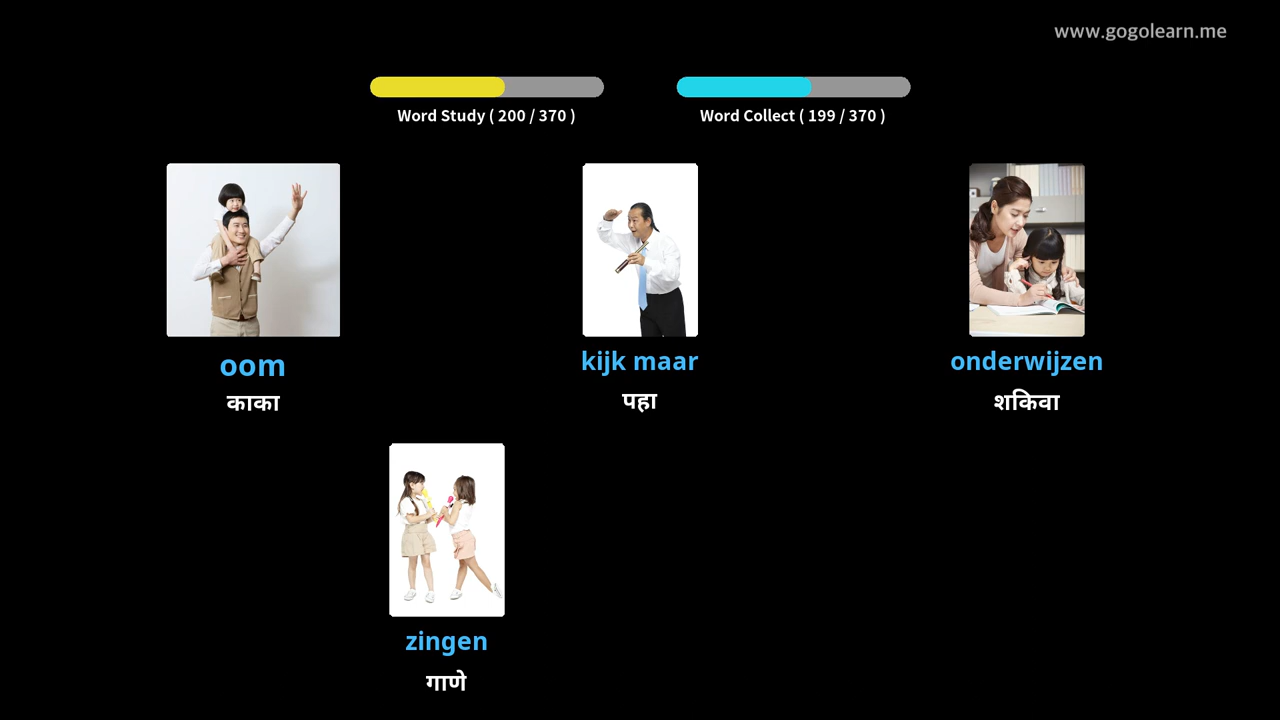 www.gogolearn.me
Word Study ( 200 / 370 )
Word Collect ( 199 / 370 )
oom
काका
kijk maar
पहा
onderwijzen
शकिवा
zingen
गाणे